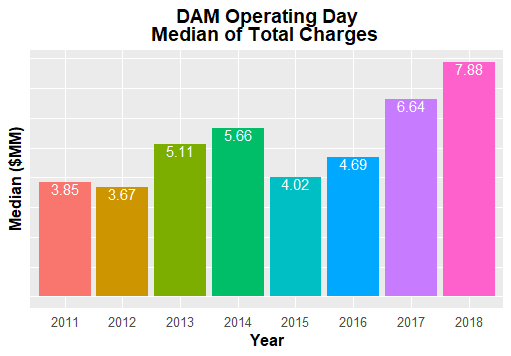 DAM Operating Day
Median of Total Charges
Median ($MM)
3.85
3.67
5.11
5.66
4.02
4.69
6.64
7.88
2011 2012 2013 2014 2015 2016 2017 2018
Year